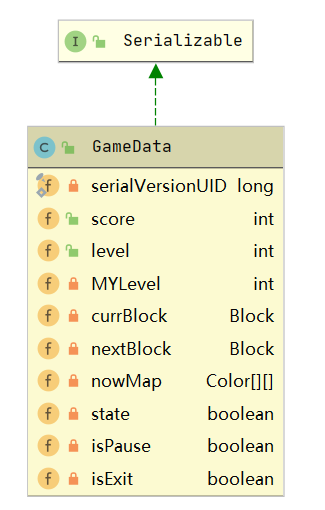 I Serializable
C GameData
f serialVersionUID long
f score int
f level int
f MYLevel int
f currBlock Block
f nextBlock Block
f nowMap Color[][]
f state boolean
f isPause boolean
f isExit boolean